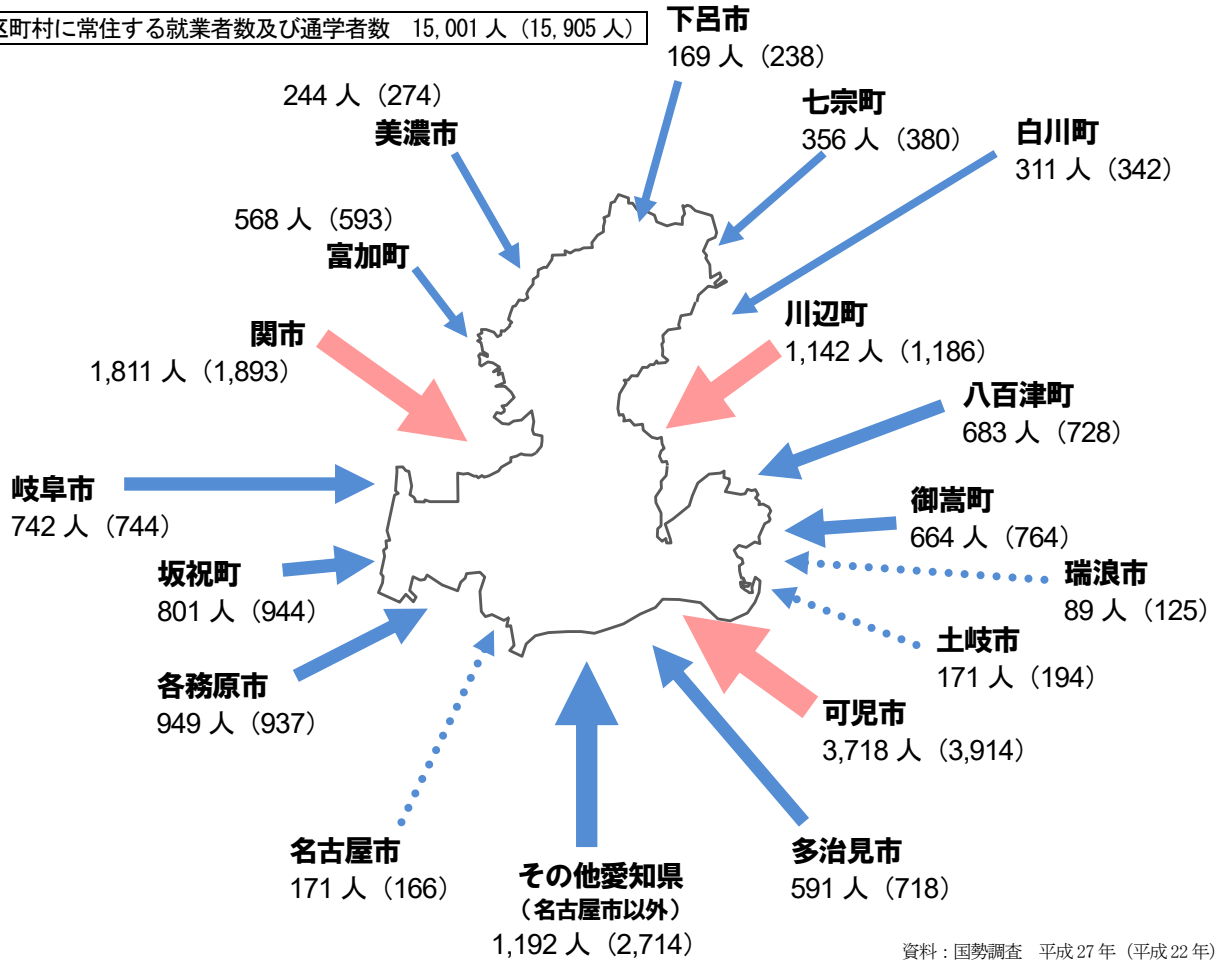 区町村に常住する就業者数及び通学者数　15,001 人（15,905 人）
下呂市
169 人（238）
244 人（274）
美濃市
七宗町
356 人（380）
白川町
311 人（342）
568 人（593）
富加町
関市
1,811 人（1,893）
川辺町
1,142 人（1,186）
八百津町
683 人（728）
岐阜市
742 人（744）
御嵩町
664 人（764）
坂祝町
801 人（944）
瑞浪市
89 人（125）
土岐市
171 人（194）
各務原市
949 人（937）
可児市
3,718 人（3,914）
名古屋市
171 人（166）
その他愛知県
（名古屋市以外）
1,192 人（2,714）
多治見市
591 人（718）
資料：国勢調査　平成 27 年（平成 22 年）